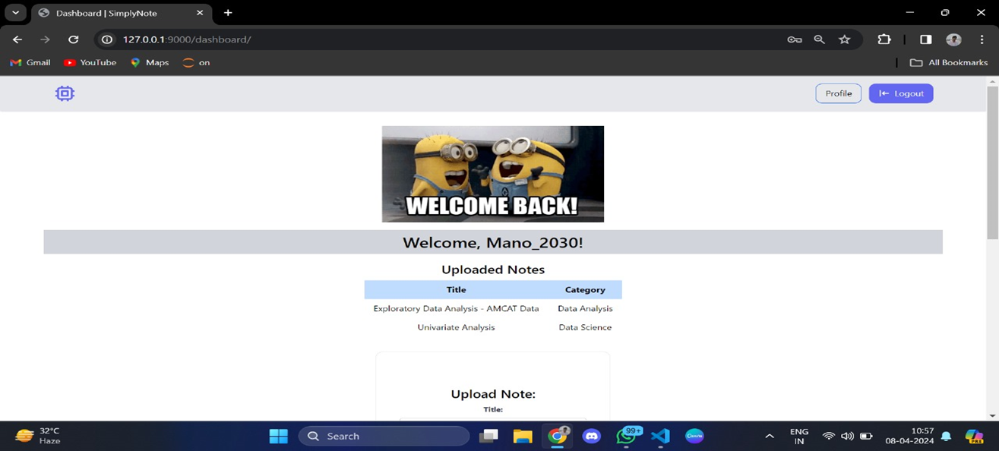 Dashboard | SimplyNote
127.0.0.1:9000/dashboard/
Gmail YouTube Maps on All Bookmarks
Profile Logout
WELCOME BACK!
Welcome, Mano_2030!
Uploaded Notes
Title Category
Exploratory Data Analysis - AMCAT Data Data Analysis
Univariate Analysis Data Science
Upload Note:
Title:
32°C
Haze
Search
99+
Canva
ENG
IN
10:57
08-04-2024
PRE